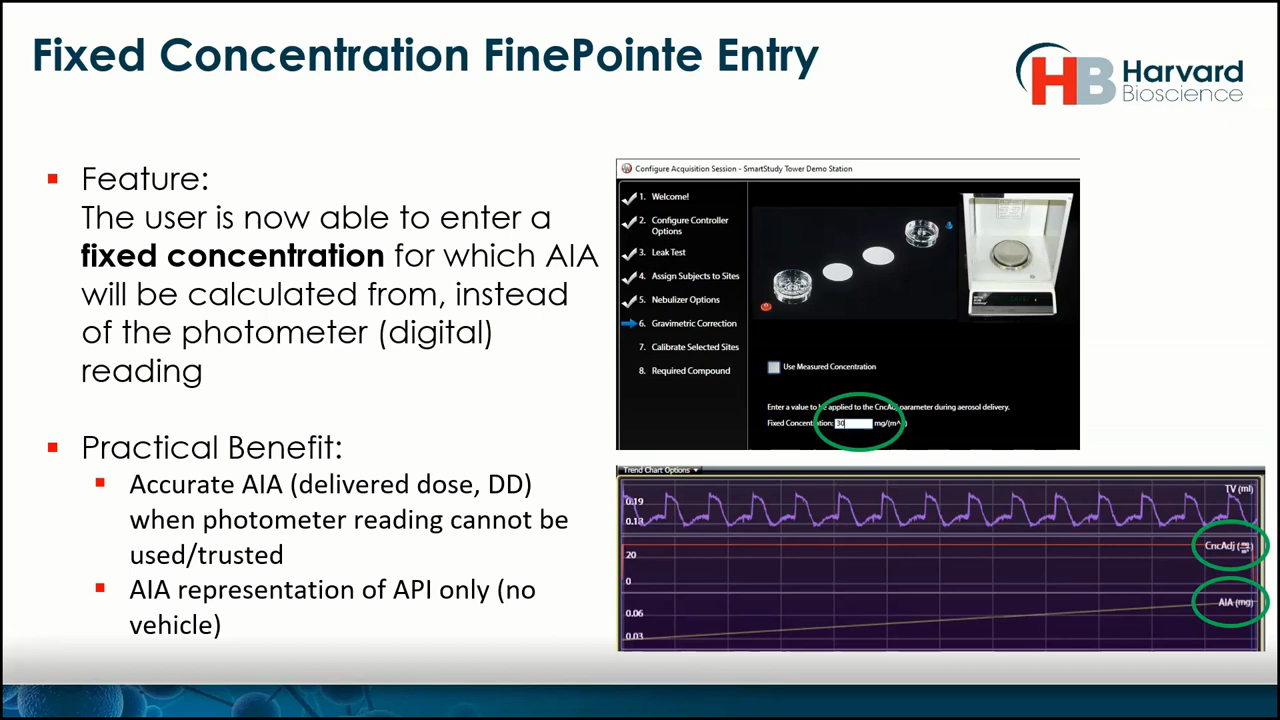 Fixed Concentration FinePointe Entry
HB Harvard
Bioscience
Feature:
The user is now able to enter a
fixed concentration for which AIA
will be calculated from, instead
of the photometer (digital)
reading
Practical Benefit:
Accurate AIA (delivered dose, DD)
when photometer reading cannot be
used/trusted
AIA representation of API only (no
vehicle)
Configure Acquisition Session - SmartStudy Tower Demo Station
1. Welcome!
2. Configure Controller
Options
3. Leak Test
4. Assign Subjects to Sites
5. Nebulizer Options
6. Gravimetric Correction
7. Calibrate Selected Sites
8. Required Compound
Use Measured Concentration
Enter a value to be applied to the CncAdj parameter during aerosol delivery.
Fixed Concentration: 30 mg/(m^
Trend Chart Options
TV (ml)
0.19
0.13
CncAdj
20
0
AIA (mg)
0.06
0.03